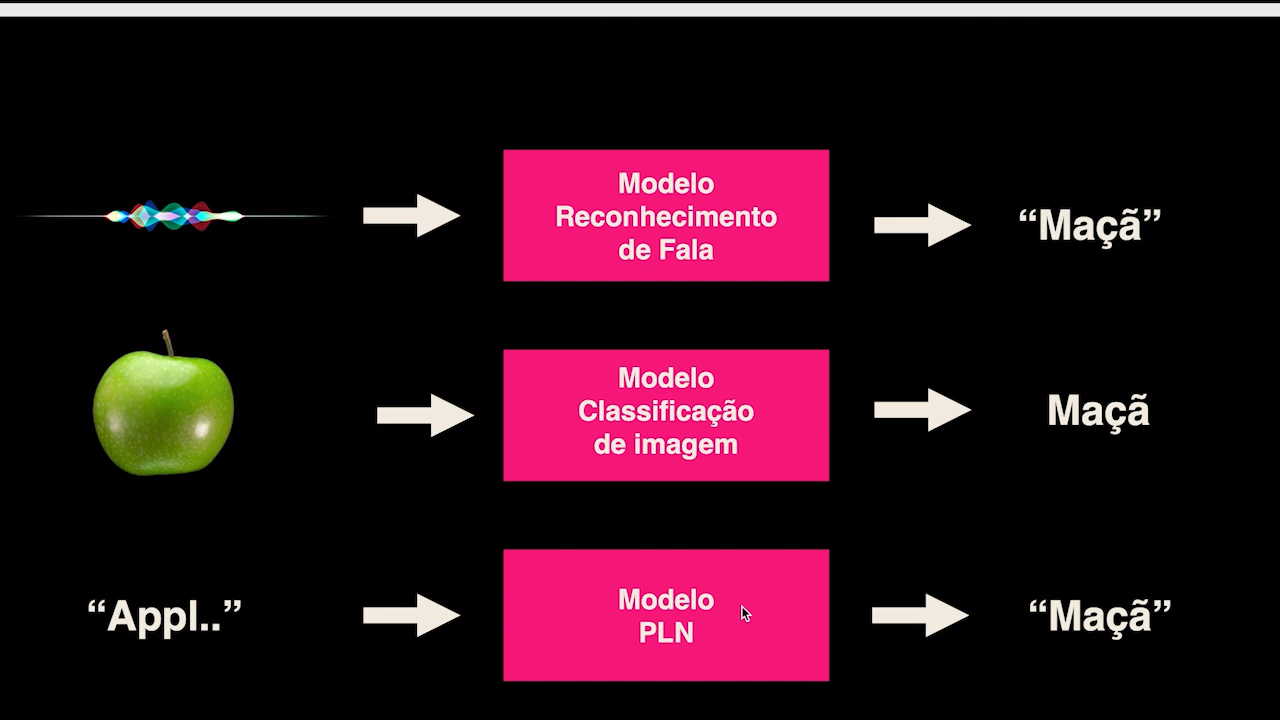 Modelo
Reconhecimento
de Fala
“Maçã”
Modelo
Classificação
de imagem
Maçã
“Appl..”
Modelo
PLN
“Maçã”